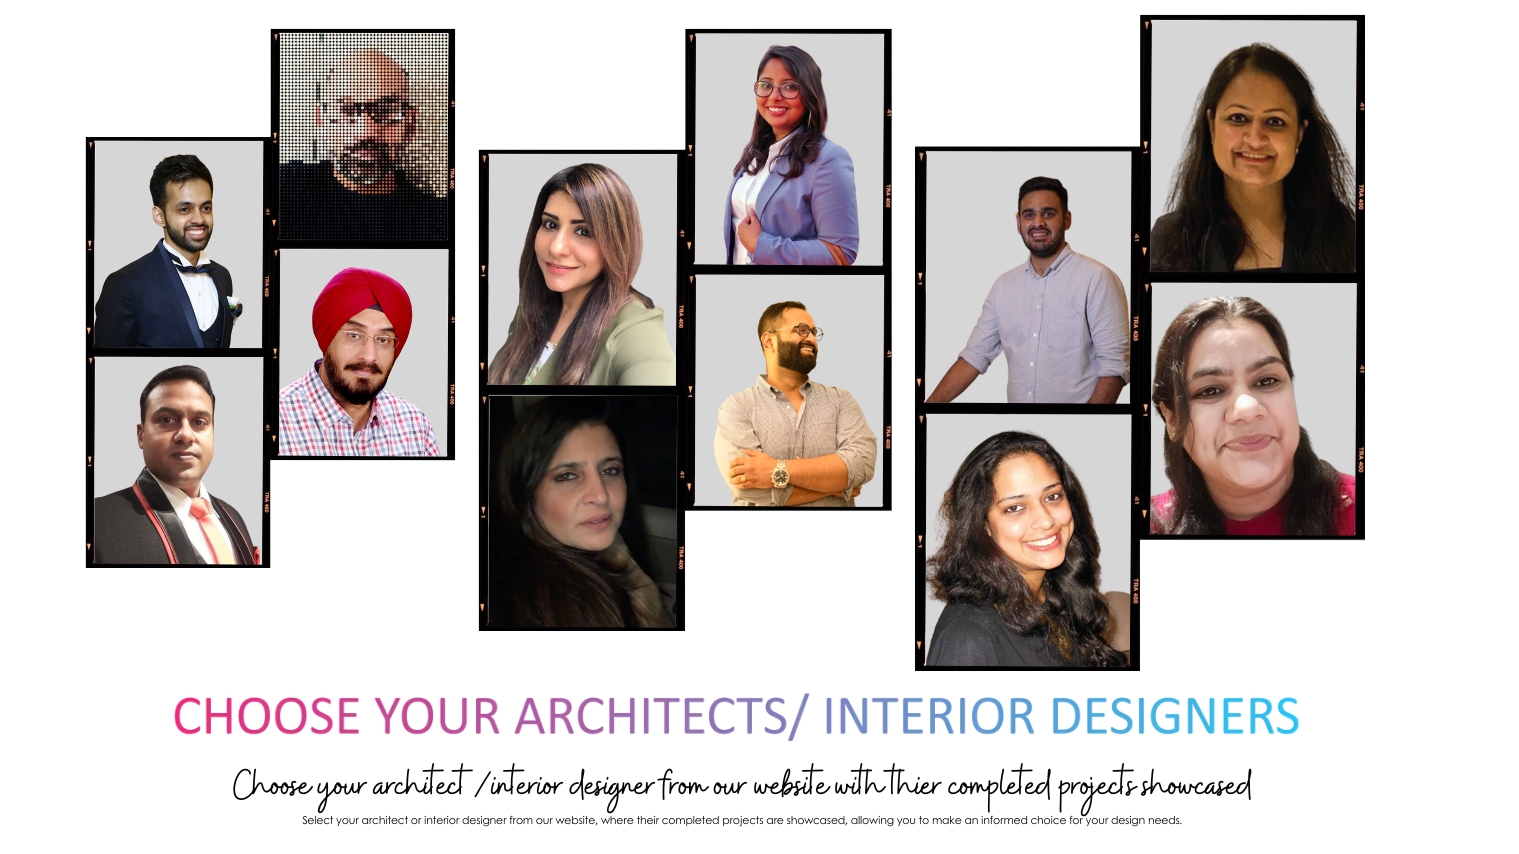 CHOOSE YOUR ARCHITECTS/ INTERIOR DESIGNERS
Choose your architect /interior designer from our website with thier completed projects showcased
Select your architect or interior designer from our website, where their completed projects are showcased, allowing you to make an informed choice for your design needs.